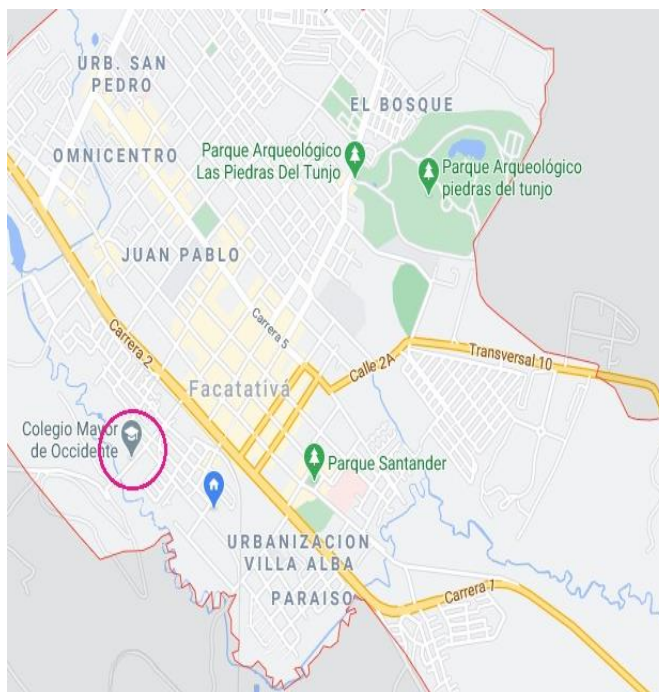 URB. SAN
PEDRO
EL BOSQUE
OMNICENTRO
Parque Arqueológico
Las Piedras Del Tunjo
Parque Arqueológico
piedras del tunjo
JUAN PABLO
Carrera 2
Carrera 5
Calle 2A
Transversal 10
Facatativá
Colegio Mayor
de Occidente
Parque Santander
URBANIZACION
VILLA ALBA
PARAISO
Carrera 1